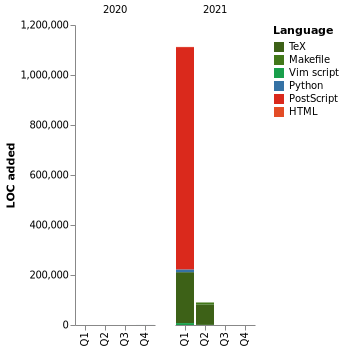 2020 2021
Language
TeX
Makefile
Vim script
Python
PostScript
HTML
LOC added
1,200,000
1,000,000
800,000
600,000
400,000
200,000
0
Q1 Q2 Q3 Q4 Q1 Q2 Q3 Q4